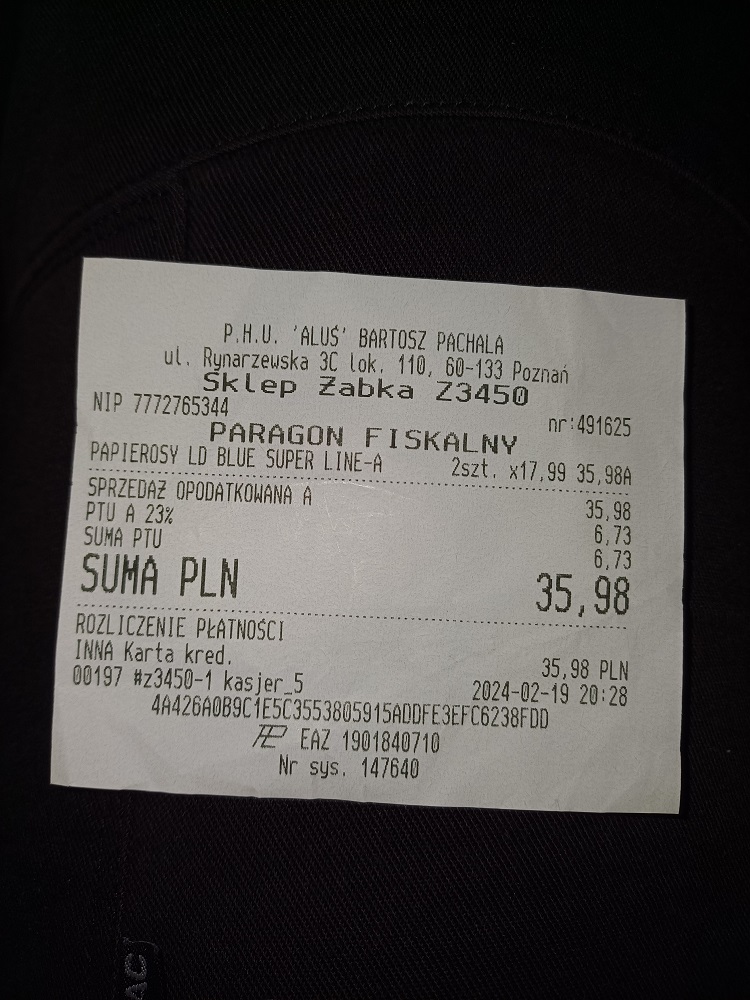 P.H.U. 'ALUŚ' BARTOSZ PACHALA
ul. Rynarzewska 3C lok. 110, 60-133 Poznań
Sklep Żabka Z3450
NIP 7772765344 nr:491625
PARAGON FISKALNY
PAPIEROSY LD BLUE SUPER LINE-A 2szt. x17,99 35,98A
SPRZEDAŻ OPODATKOWANA A 35,98
PTU A 23% 6,73
SUMA PTU 6,73
SUMA PLN 35,98
ROZLICZENIE PŁATNOŚCI
INNA Karta kred. 35,98 PLN
00197 #z3450-1 kasjer_5 2024-02-19 20:28
4A426A0B9C1E5C3553805915ADDFE3EFC6238FDD
EAZ 1901840710
Nr sys. 147640